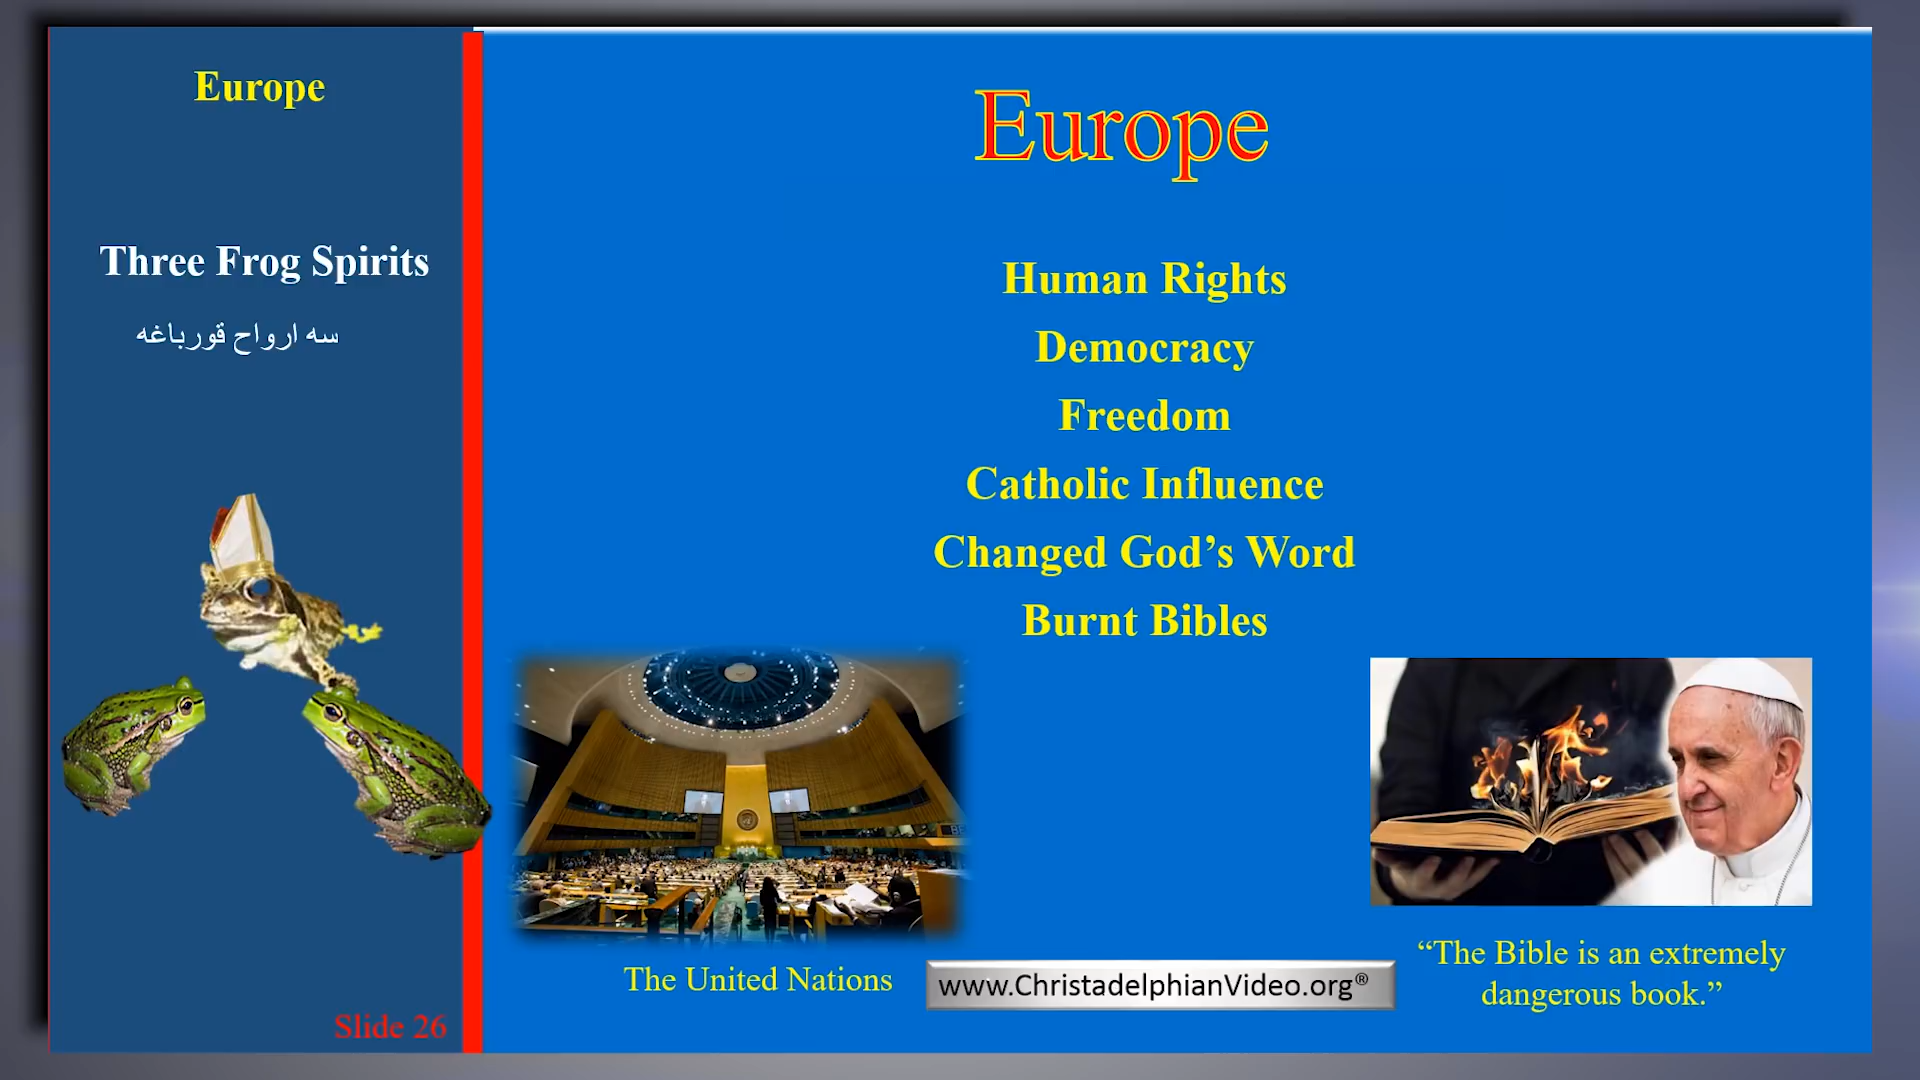 Europe
Three Frog Spirits
سه ارواح قورباغه
Slide 26
Europe
Human Rights
Democracy
Freedom
Catholic Influence
Changed God’s Word
Burnt Bibles
The United Nations
www.ChristadelphianVideo.org®
“The Bible is an extremely
dangerous book.”